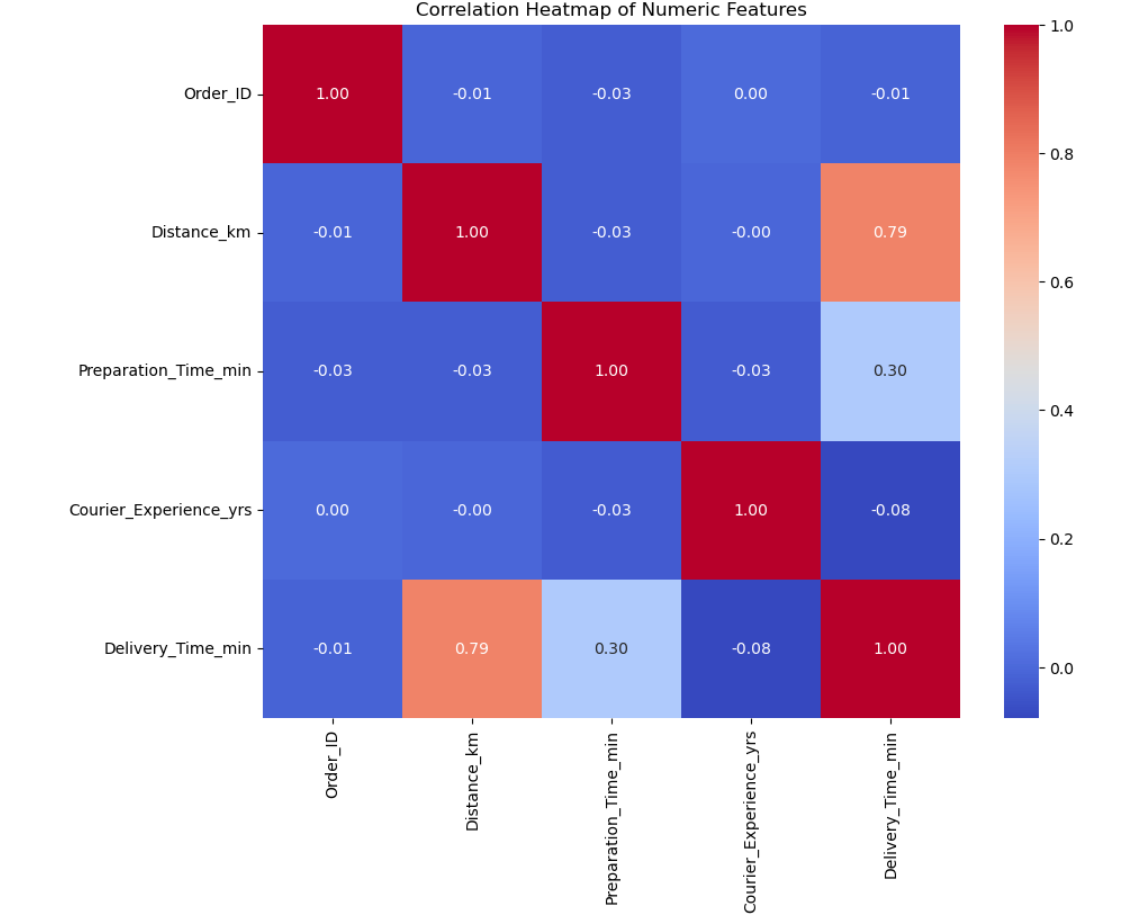 Correlation Heatmap of Numeric Features
Order_ID 1.00 -0.01 -0.03 0.00 -0.01
Distance_km -0.01 1.00 -0.03 -0.00 0.79
Preparation_Time_min -0.03 -0.03 1.00 -0.03 0.30
Courier_Experience_yrs 0.00 -0.00 -0.03 1.00 -0.08
Delivery_Time_min -0.01 0.79 0.30 -0.08 1.00
Order_ID
Distance_km
Preparation_Time_min
Courier_Experience_yrs
Delivery_Time_min
1.0
0.8
0.6
0.4
0.2
0.0